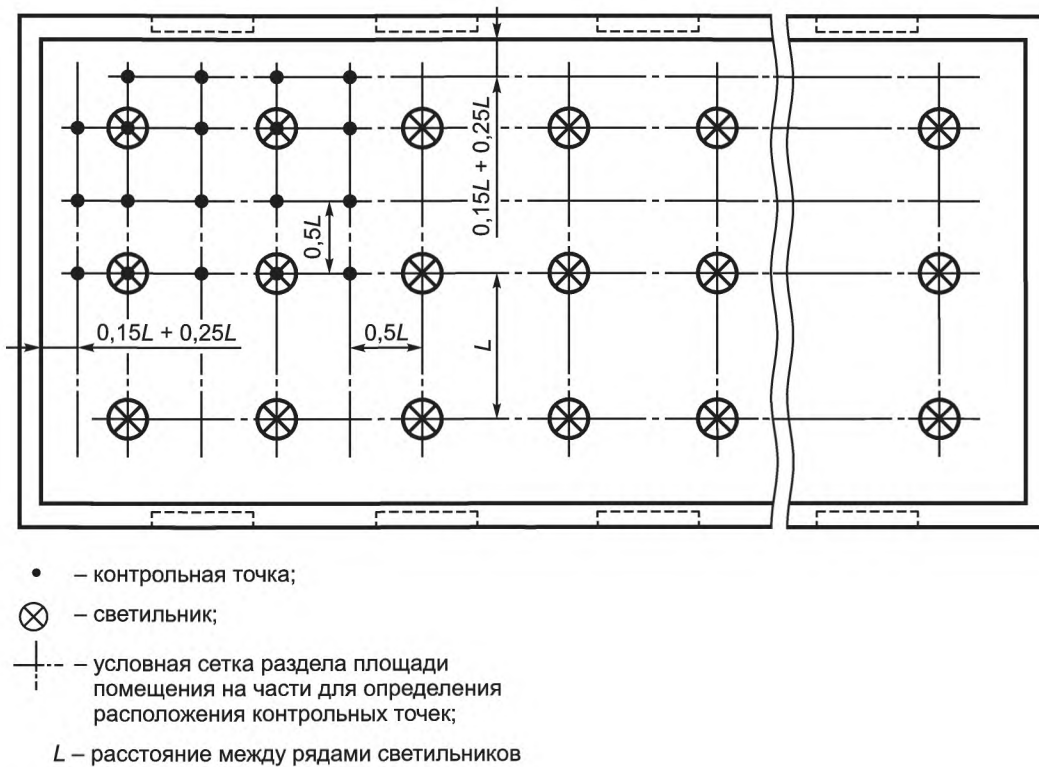 0,15L + 0,25L
0,5L
0,15L + 0,25L
0,5L
L
• – контрольная точка;
– светильник;
– условная сетка раздела площади
помещения на части для определения
расположения контрольных точек;
L – расстояние между рядами светильников